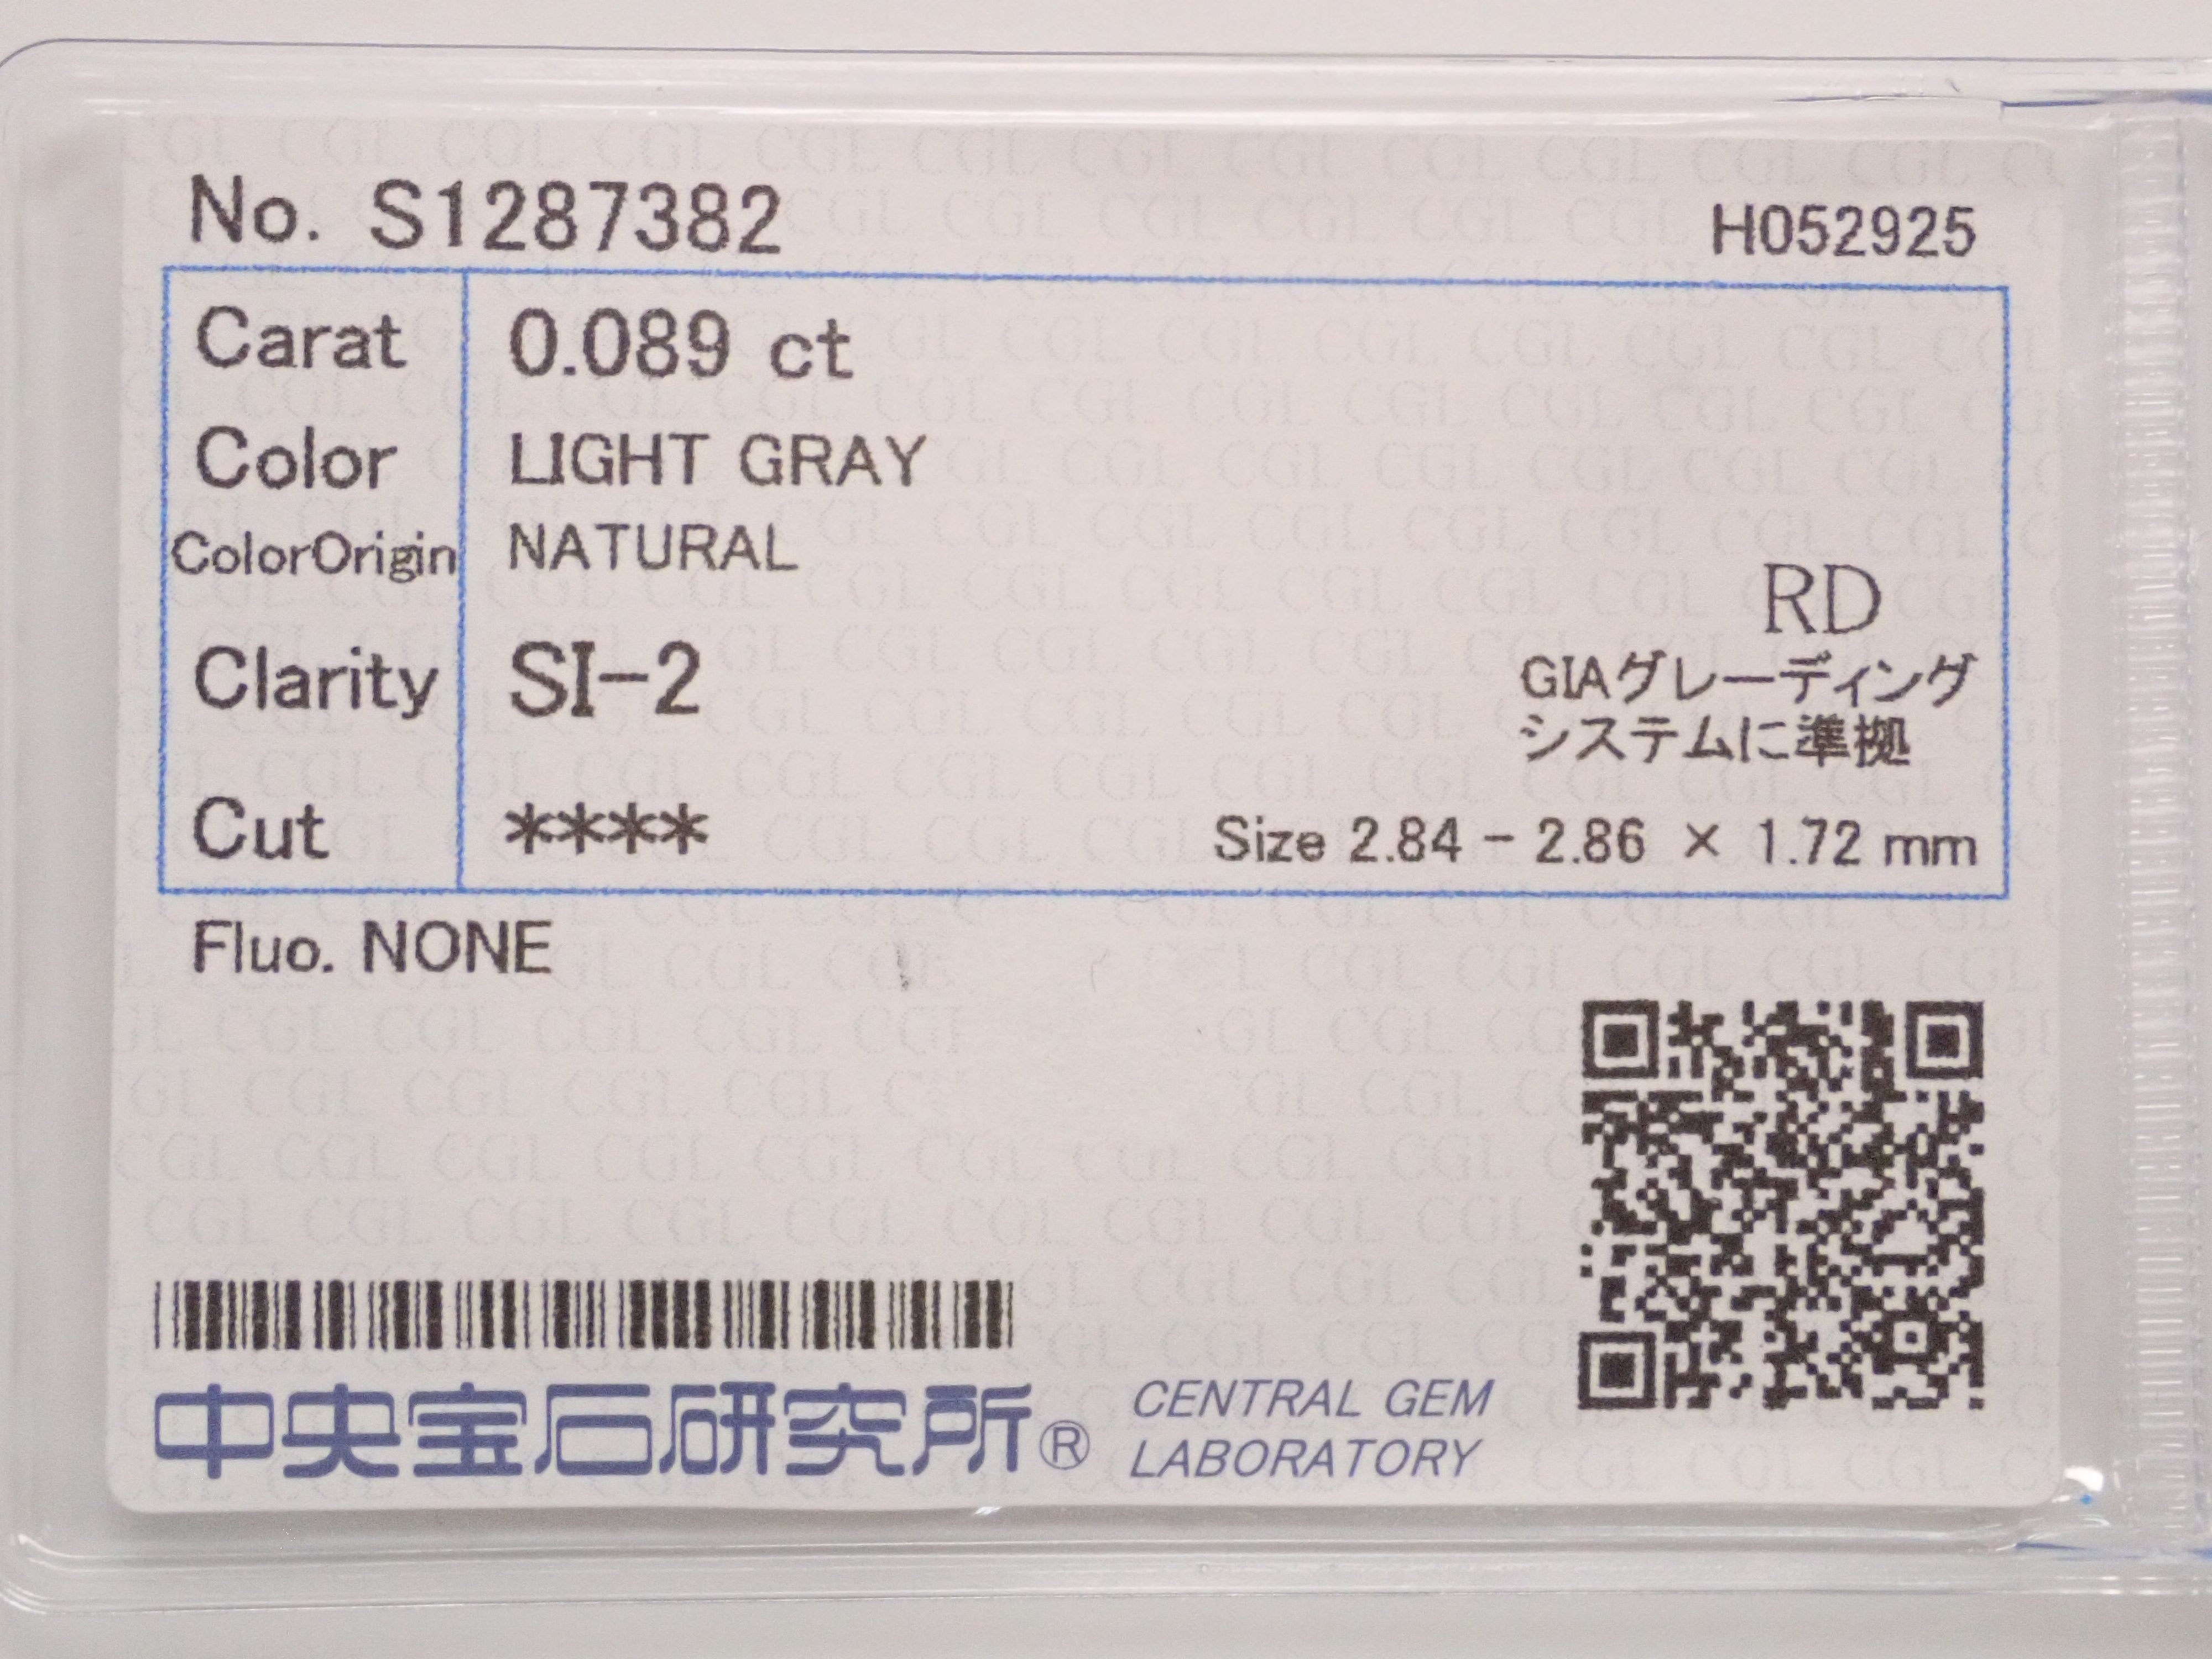 No. S1287382
H052925
Carat 0.089 ct
Color LIGHT GRAY
ColorOrigin NATURAL
RD
Clarity SI-2
GIAグレーディング
システムに準拠
Cut ****
Size 2.84 - 2.86 × 1.72 mm
Fluo. NONE
中央宝石研究所®
CENTRAL GEM
LABORATORY